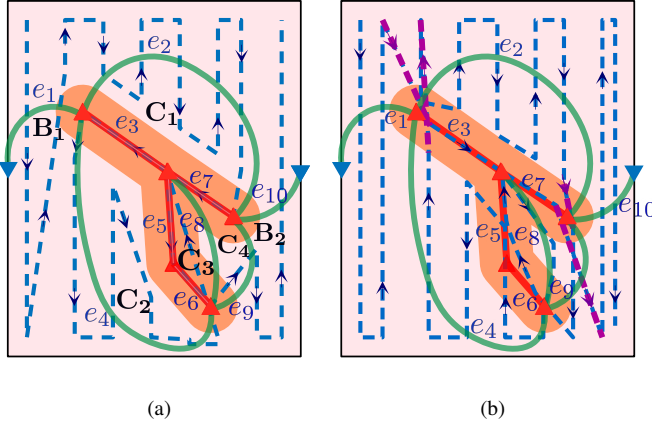 e₂
e₁
C₁
B₁
e₃
e₇
e₁₀
e₅
e₈
B₂
C₄
C₃
C₂
e₆
e₄
e₉
(a)
e₂
e₁
e₃
e₇
e₁₀
e₅
e₈
e₉
e₆
e₄
(b)